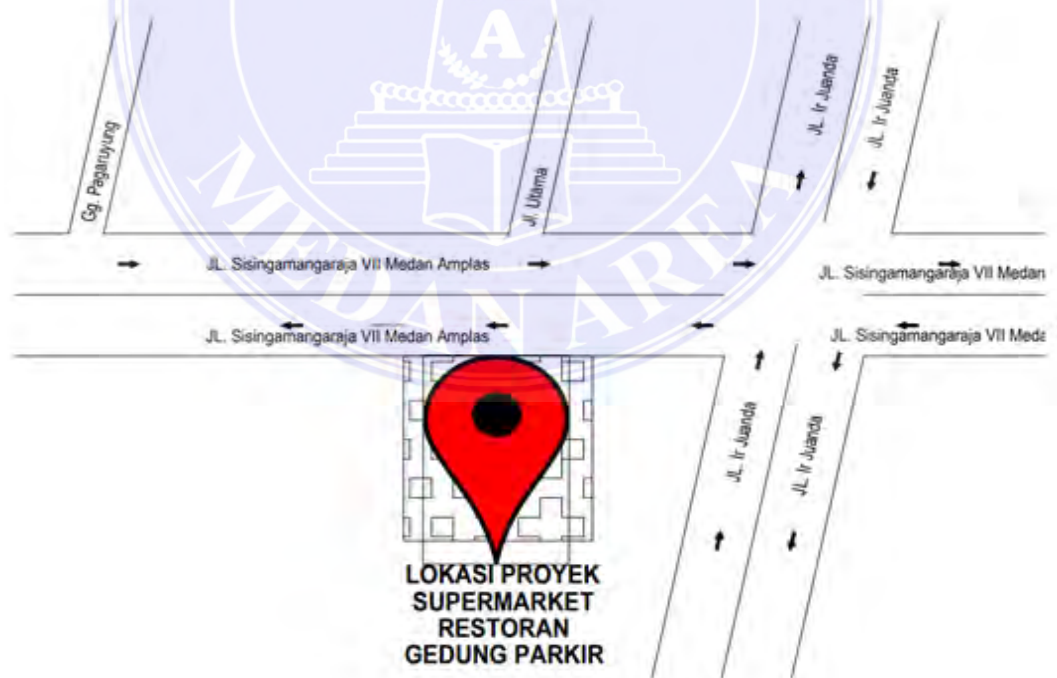 A
MEDAN AREA
Gg. Pagaruyung
Jl. Utama
JL. Ir Juanda
JL. Ir Juanda
JL. Sisingamangaraja VII Medan Amplas
JL. Sisingamangaraja VII Medan
JL. Sisingamangaraja VII Medan Amplas
JL. Sisingamangaraja VII Meda
JL. Ir Juanda
JL. Ir Juanda
LOKASI PROYEK
SUPERMARKET
RESTORAN
GEDUNG PARKIR